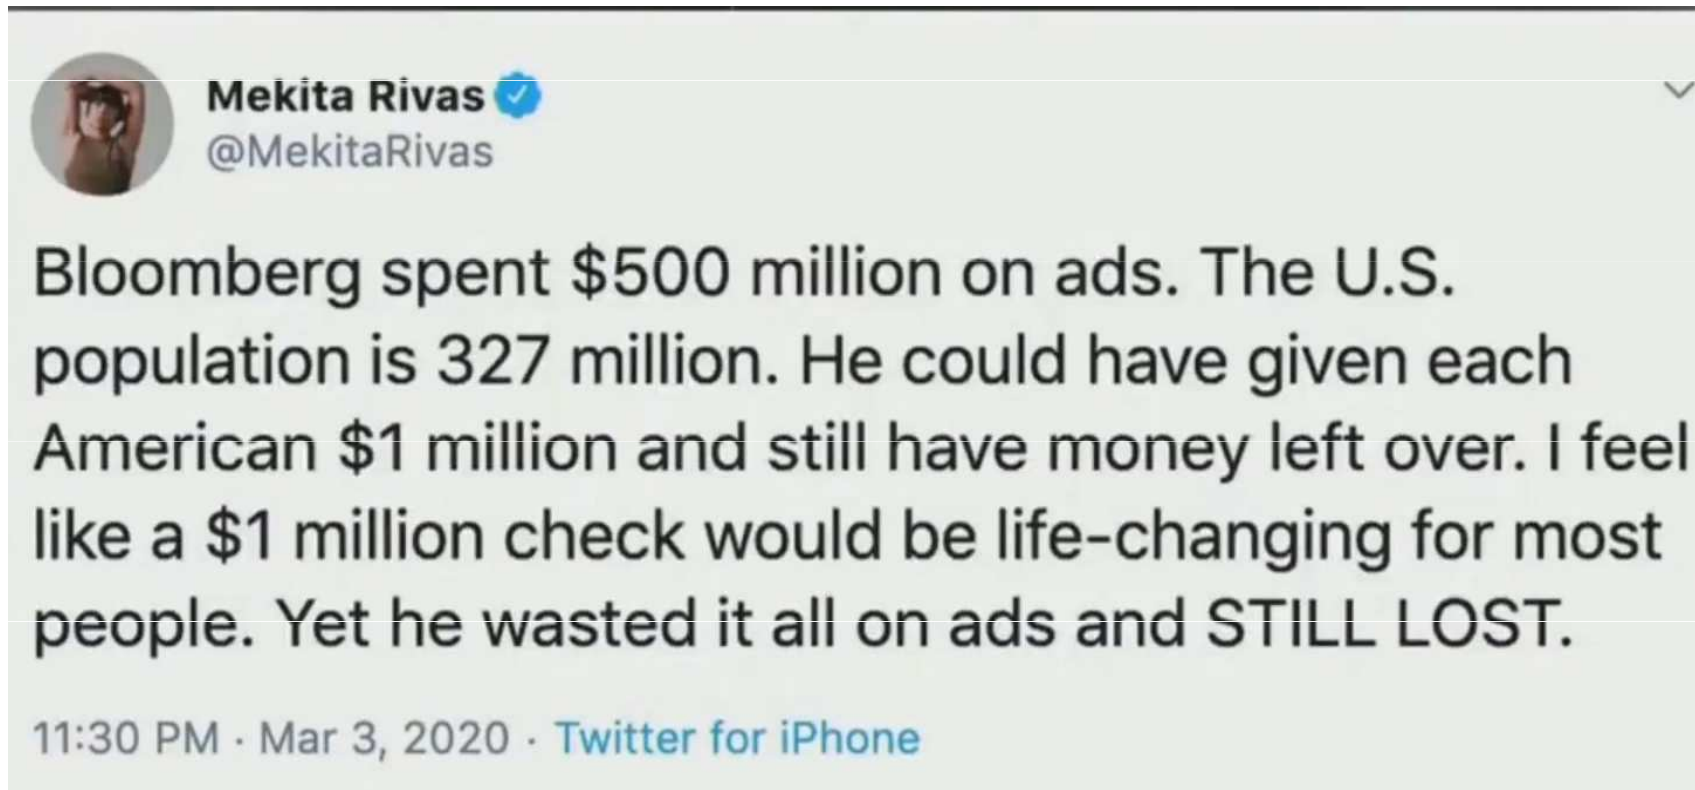 Mekita Rivas
@MekitaRivas
Bloomberg spent $500 million on ads. The U.S.
population is 327 million. He could have given each
American $1 million and still have money left over. I feel
like a $1 million check would be life-changing for most
people. Yet he wasted it all on ads and STILL LOST.
11:30 PM · Mar 3, 2020 · Twitter for iPhone